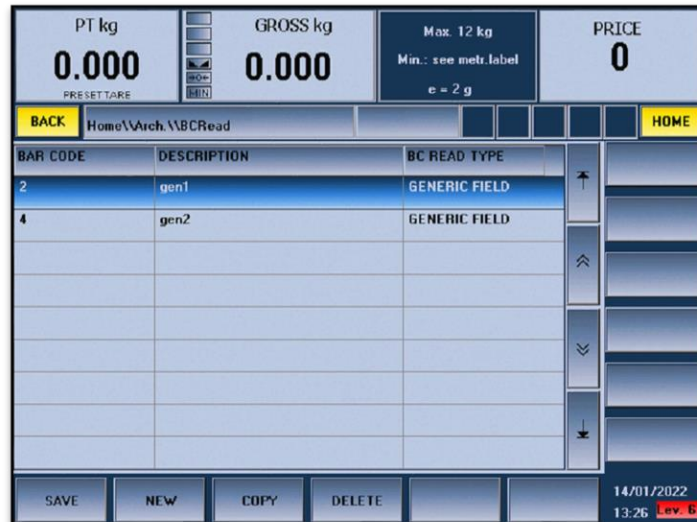 PT kg
0.000
PRESET TARE
MIN
GROSS kg
0.000
Max. 12 kg
Min.: see metr.label
e = 2 g
PRICE
0
BACK
Home\\Arch.\\BCRead
HOME
BAR CODE DESCRIPTION BC READ TYPE
2 gen1 GENERIC FIELD
4 gen2 GENERIC FIELD
SAVE NEW COPY DELETE
14/01/2022
13:26 Lev. 6